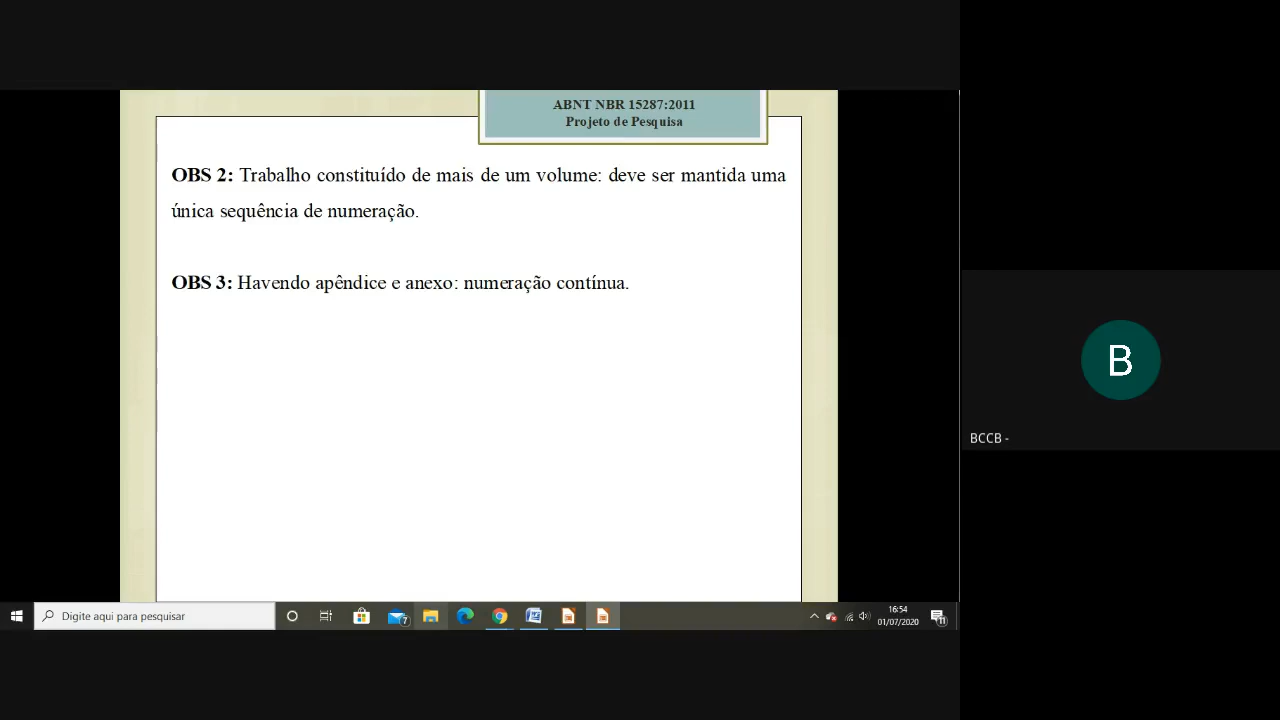 ABNT NBR 15287:2011
Projeto de Pesquisa
OBS 2: Trabalho constituído de mais de um volume: deve ser mantida uma
única sequência de numeração.
OBS 3: Havendo apêndice e anexo: numeração contínua.
B
BCCB -
Digite aqui para pesquisar
7
16:54
01/07/2020
11